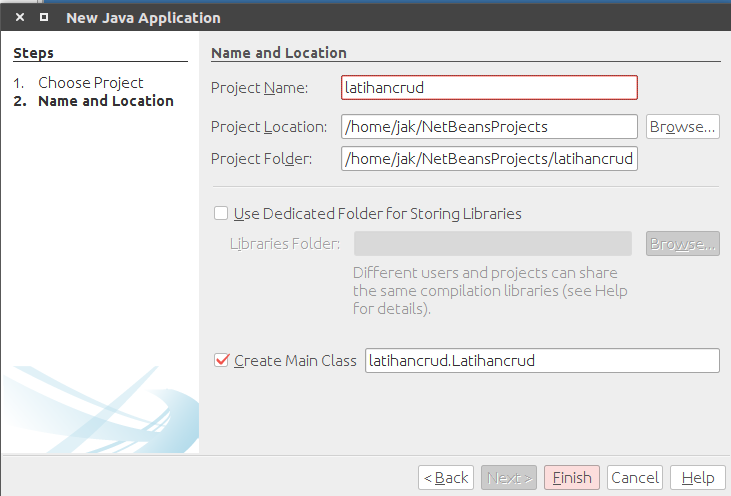 New Java Application
Steps
1. Choose Project
2. Name and Location
Name and Location
Project Name: latihancrud
Project Location: /home/jak/NetBeansProjects Browse...
Project Folder: /home/jak/NetBeansProjects/latihancrud
Use Dedicated Folder for Storing Libraries
Libraries Folder: Browse...
Different users and projects can share
the same compilation libraries (see Help
for details).
Create Main Class latihancrud.Latihancrud
< Back Next > Finish Cancel Help